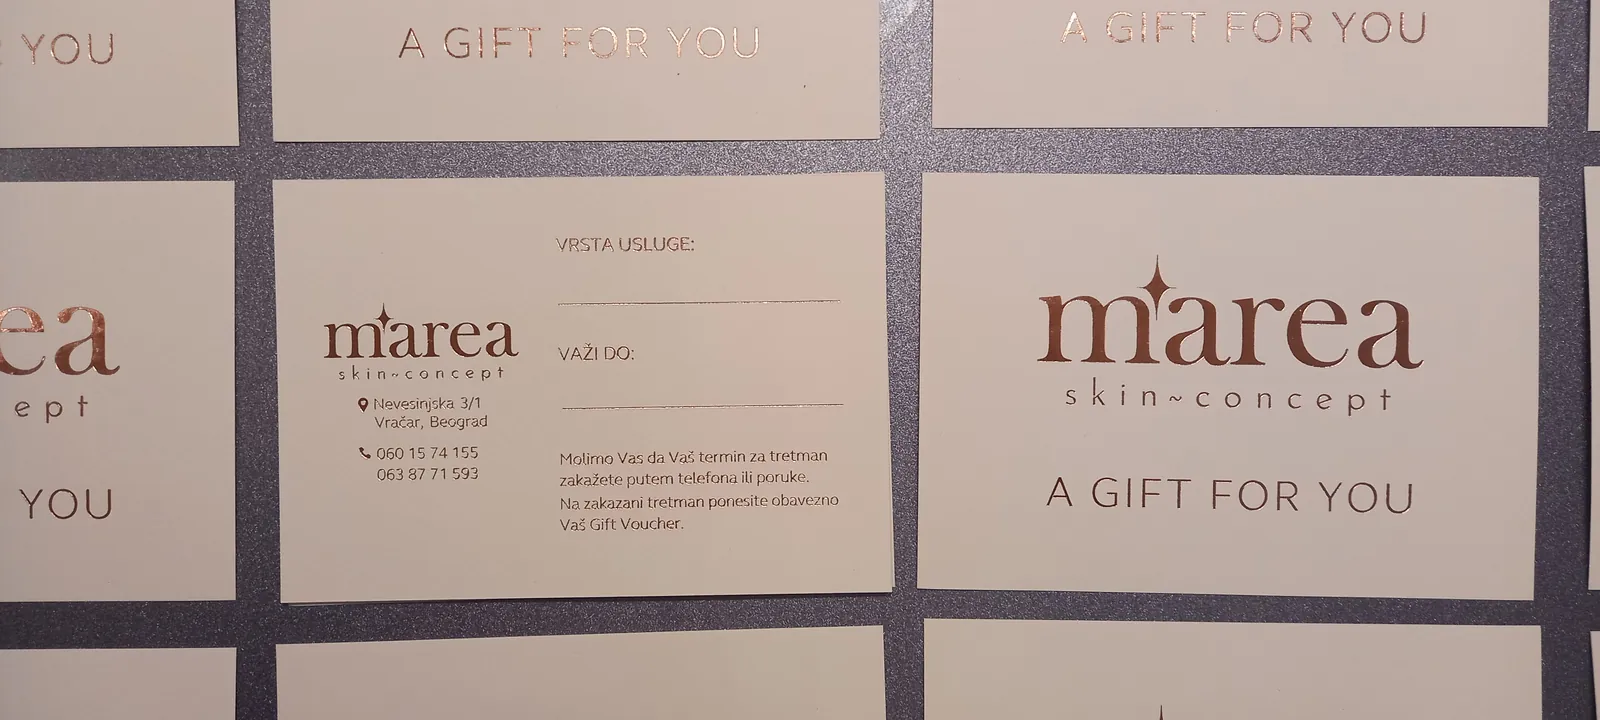 YOU
A GIFT FOR YOU
A GIFT FOR YOU
ea
ept
YOU
marea
skin~concept
Nevesinjska 3/1
Vračar, Beograd
060 15 74 155
063 87 71 593
VRSTA USLUGE:
VAŽI DO:
Molimo Vas da Vaš termin za tretman
zakažete putem telefona ili poruke.
Na zakazani tretman ponesite obavezno
Vaš Gift Voucher.
marea
skin~concept
A GIFT FOR YOU